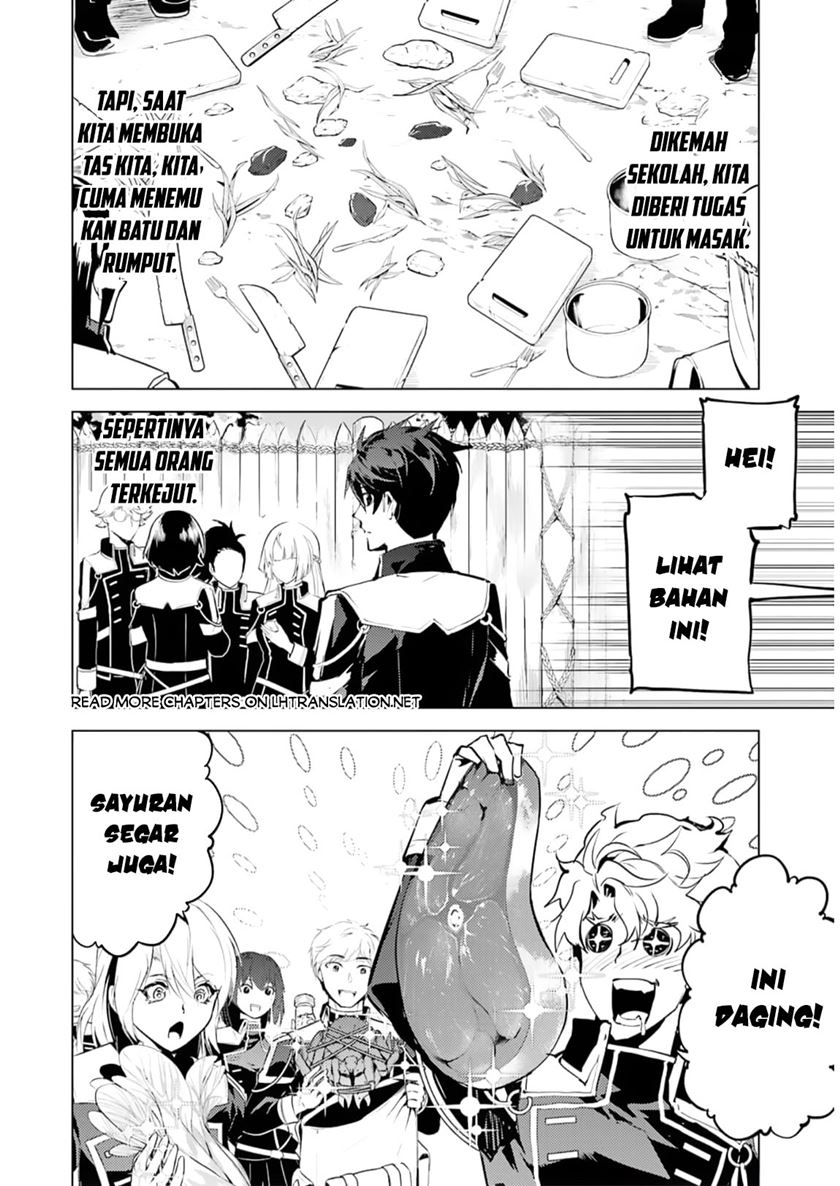 DIKEMAH
SEKOLAH, KITA
DIBERI TUGAS
UNTUK MASAK.
TAPI, SAAT
KITA MEMBUKA
TAS KITA, KITA
CUMA MENEMU
KAN BATU DAN
RUMPUT.
HEI!
LIHAT
BAHAN
INI!
SEPERTINYA
SEMUA ORANG
TERKEJUT.
READ MORE CHAPTERS ON LHTRANSLATION.NET
INI
DAGING!
SAYURAN
SEGAR
JUGA!